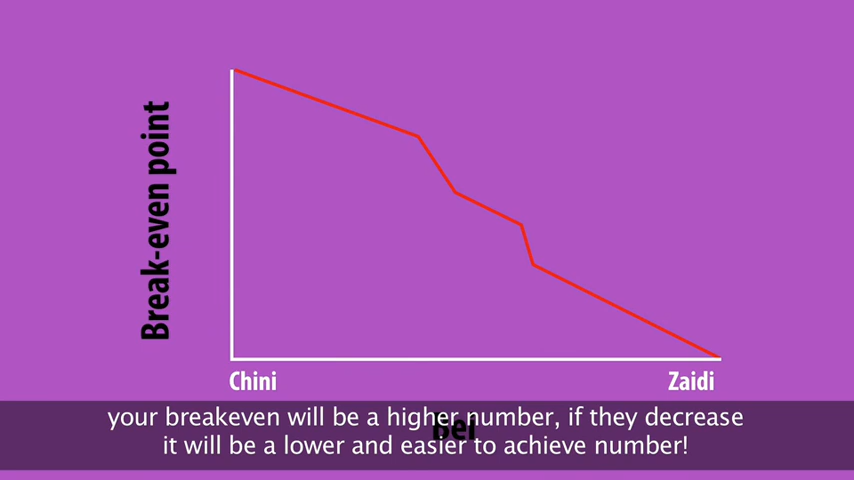 Break-even point
Chini
Zaidi
Bei
your breakeven will be a higher number, if they decrease
it will be a lower and easier to achieve number!